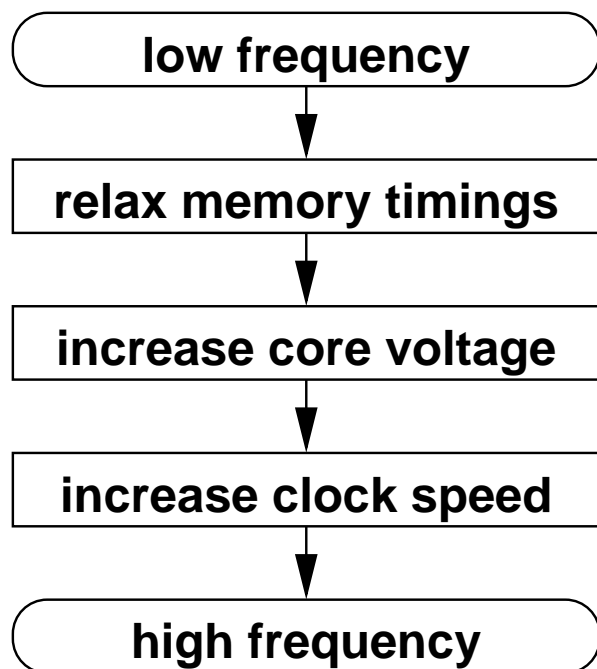 low frequency
relax memory timings
increase core voltage
increase clock speed
high frequency